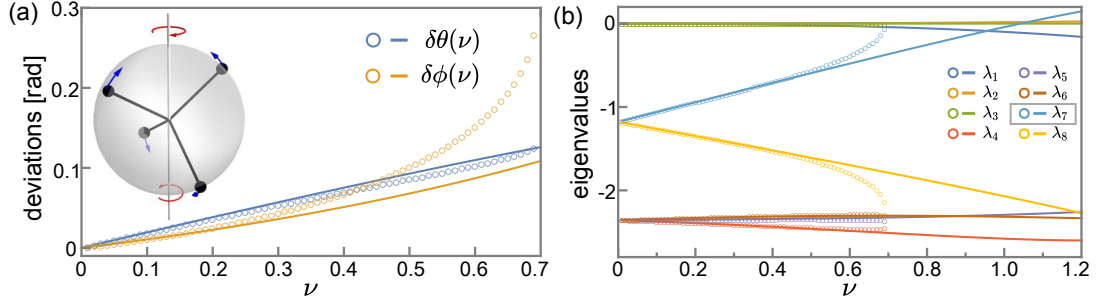 (a)
0.3
0.2
0.1
0
deviations [rad]
δθ(ν)
δϕ(ν)
0 0.1 0.2 0.3 0.4 0.5 0.6 0.7
ν
(b)
0
-1
-2
eigenvalues
λ1 λ5
λ2 λ6
λ3 λ7
λ4 λ8
0 0.2 0.4 0.6 0.8 1.0 1.2
ν